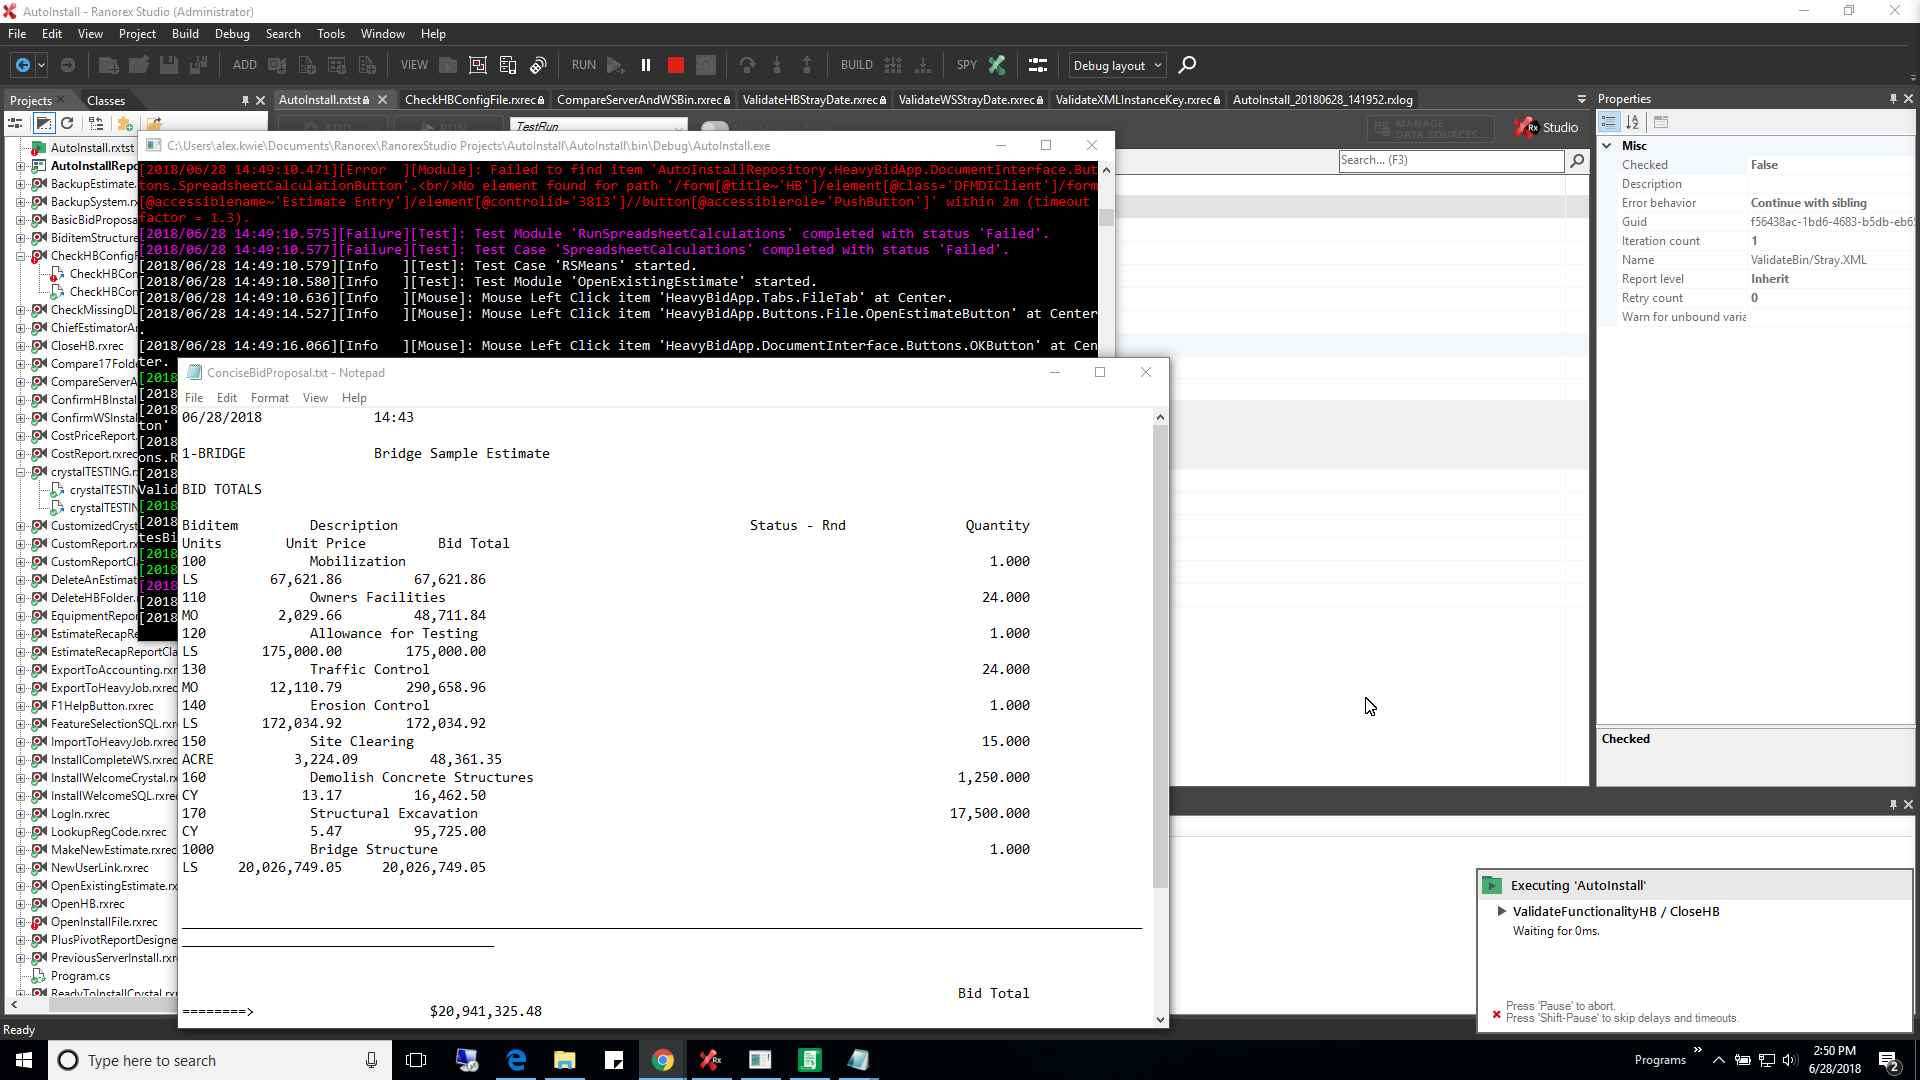 AutoInstall - Ranorex Studio (Administrator)
File Edit View Project Build Debug Search Tools Window Help
ADD VIEW RUN BUILD SPY Debug layout
Projects Classes
AutoInstall.rxtst CheckHBConfigFile.rxrec CompareServerAndWSBin.rxrec ValidateHBStrayDate.rxrec ValidateWSStrayDate.rxrec ValidateXMLInstanceKey.rxrec AutoInstall_20180628_141952.rxlog
TestRun
MANAGE
DATA SOURCES...
Rx Studio
Search... (F3)
AutoInstall.rxtst
AutoInstallRepo
BackupEstimate.
BackupSystem.rx
BasicBidProposa
BiditemStructure
CheckHBConfigF
CheckHBCon
CheckHBCon
CheckMissingDL
ChiefEstimatorAr
CloseHB.rxrec
Compare17Folde
CompareServerA
ConfirmHBInstal
ConfirmWSInstal
CostPriceReport.
CostReport.rxrec
crystalTESTING.r
crystalTESTIN
crystalTESTIN
CustomizedCryst
CustomReport.rx
CustomReportCla
DeleteAnEstimat
DeleteHBFolder.r
EquipmentRepor
EstimateRecapRe
EstimateRecapReportCla
ExportToAccounting.rxr
ExportToHeavyJob.rxrec
F1HelpButton.rxrec
FeatureSelectionSQL.rx
ImportToHeavyJob.rxrec
InstallCompleteWS.rxrec
InstallWelcomeCrystal.rx
InstallWelcomeSQL.rxrec
LogIn.rxrec
LookupRegCode.rxrec
MakeNewEstimate.rxrec
NewUserLink.rxrec
OpenExistingEstimate.rx
OpenHB.rxrec
OpenInstallFile.rxrec
PlusPivotReportDesigne
PreviousServerInstall.rxr
Program.cs
ReadyToInstallCrystal.rxr
C:\Users\alex.kwie\Documents\Ranorex\RanorexStudio Projects\AutoInstall\AutoInstall\bin\Debug\AutoInstall.exe
[2018/06/28 14:49:10.471][Error ][Module]: Failed to find item 'AutoInstallRepository.HeavyBidApp.DocumentInterface.But
tons.SpreadsheetCalculationButton'.<br/>No element found for path '/form[@title~'HB']/element[@class='DFMDIClient']/form
[@accessiblename~'Estimate Entry']/element[@controlid='3813']//button[@accessiblerole='PushButton']' within 2m (timeout
factor = 1.3).
[2018/06/28 14:49:10.575][Failure][Test]: Test Module 'RunSpreadsheetCalculations' completed with status 'Failed'.
[2018/06/28 14:49:10.577][Failure][Test]: Test Case 'SpreadsheetCalculations' completed with status 'Failed'.
[2018/06/28 14:49:10.579][Info ][Test]: Test Case 'RSMeans' started.
[2018/06/28 14:49:10.580][Info ][Test]: Test Module 'OpenExistingEstimate' started.
[2018/06/28 14:49:10.636][Info ][Mouse]: Mouse Left Click item 'HeavyBidApp.Tabs.FileTab' at Center.
[2018/06/28 14:49:14.527][Info ][Mouse]: Mouse Left Click item 'HeavyBidApp.Buttons.File.OpenEstimateButton' at Center
.
[2018/06/28 14:49:16.066][Info ][Mouse]: Mouse Left Click item 'HeavyBidApp.DocumentInterface.Buttons.OKButton' at Cen
ter.
[2018
[2018
[2018
ton'
[2018
ons.R
[2018
Valid
[2018
[2018
tesBi
[2018
[2018
[2018
[2018
[2018
ConciseBidProposal.txt - Notepad
File Edit Format View Help
06/28/2018 14:43
1-BRIDGE Bridge Sample Estimate
BID TOTALS
Biditem Description Status - Rnd Quantity
Units Unit Price Bid Total
100 Mobilization 1.000
LS 67,621.86 67,621.86
110 Owners Facilities 24.000
MO 2,029.66 48,711.84
120 Allowance for Testing 1.000
LS 175,000.00 175,000.00
130 Traffic Control 24.000
MO 12,110.79 290,658.96
140 Erosion Control 1.000
LS 172,034.92 172,034.92
150 Site Clearing 15.000
ACRE 3,224.09 48,361.35
160 Demolish Concrete Structures 1,250.000
CY 13.17 16,462.50
170 Structural Excavation 17,500.000
CY 5.47 95,725.00
1000 Bridge Structure 1.000
LS 20,026,749.05 20,026,749.05
Bid Total
========> $20,941,325.48
Properties
Misc
Checked False
Description
Error behavior Continue with sibling
Guid f56438ac-1bd6-4683-b5db-eb6
Iteration count 1
Name ValidateBin/Stray.XML
Report level Inherit
Retry count 0
Warn for unbound varia
Checked
Executing 'AutoInstall'
ValidateFunctionalityHB / CloseHB
Waiting for 0ms.
Press 'Pause' to abort.
Press 'Shift-Pause' to skip delays and timeouts.
Ready
Type here to search
Programs
2:50 PM
6/28/2018
2